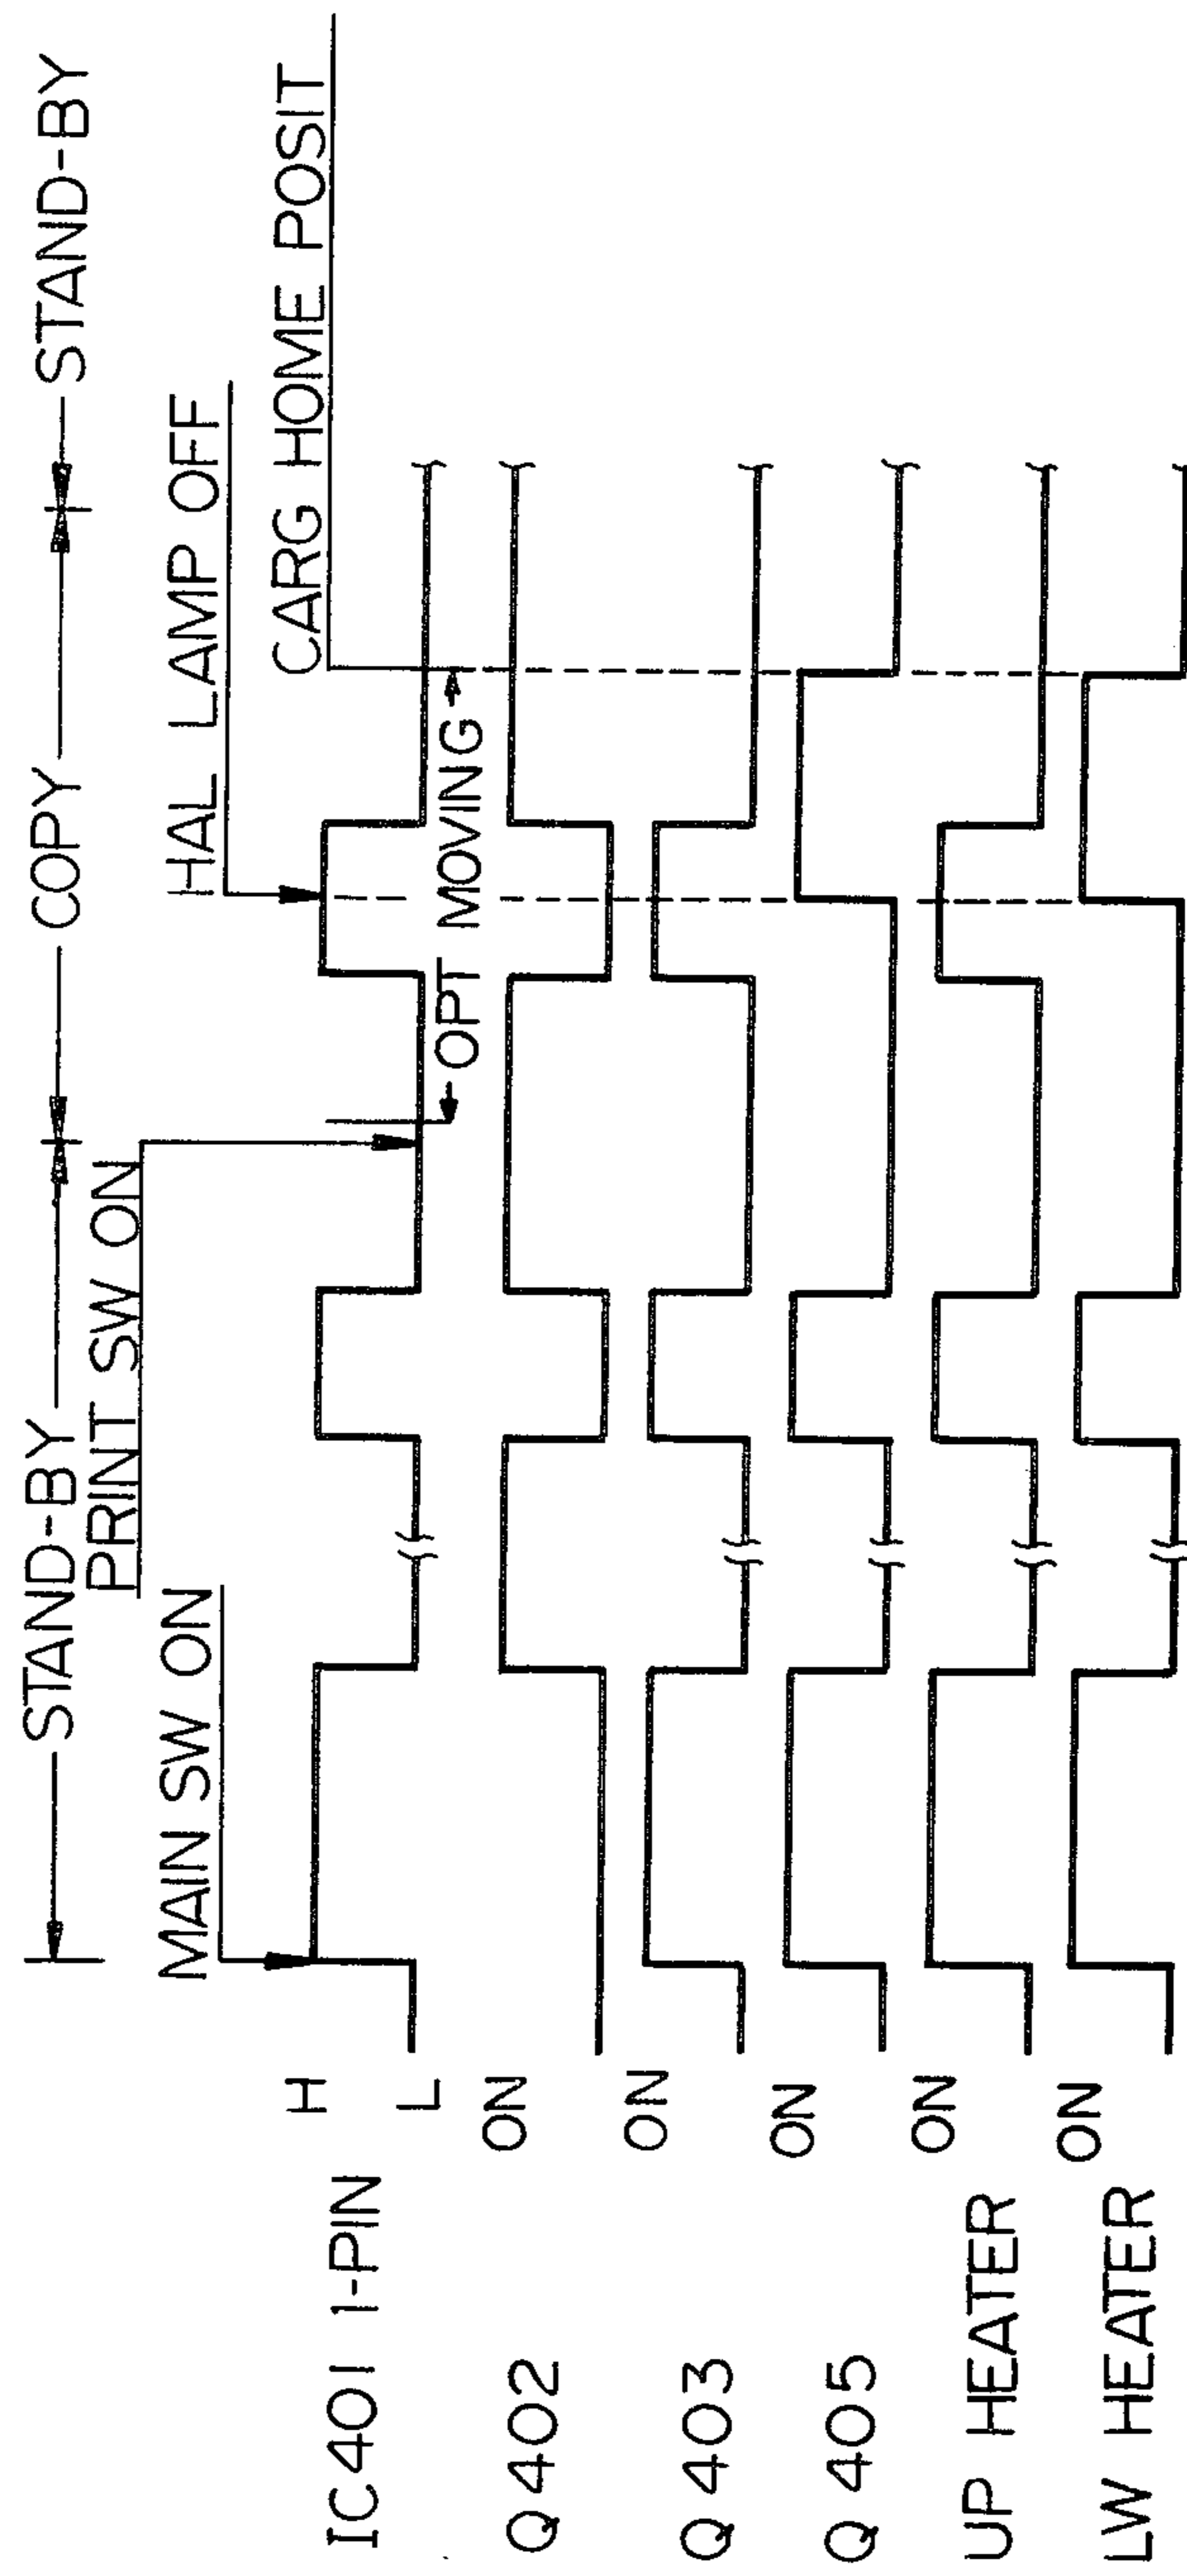 STAND-BY COPY STAND-BY
PRINT SW ON
MAIN SW ON
HAL LAMP OFF
CARG HOME POSIT
OPT MOVING
IC401 1-PIN H
L
Q402 ON
Q403 ON
Q405 ON
UP HEATER ON
LW HEATER ON